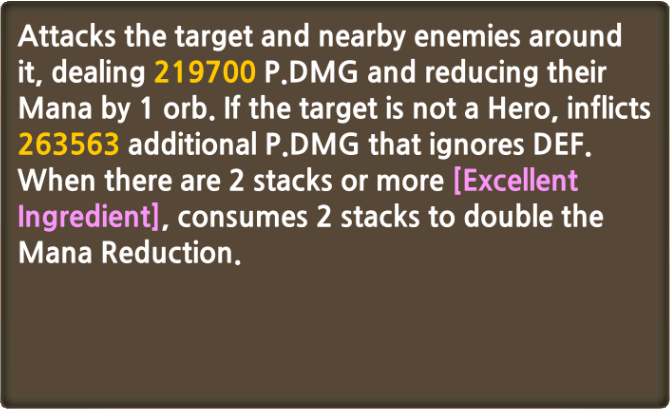 Attacks the target and nearby enemies around
it, dealing 219700 P.DMG and reducing their
Mana by 1 orb. If the target is not a Hero, inflicts
263563 additional P.DMG that ignores DEF.
When there are 2 stacks or more [Excellent
Ingredient], consumes 2 stacks to double the
Mana Reduction.